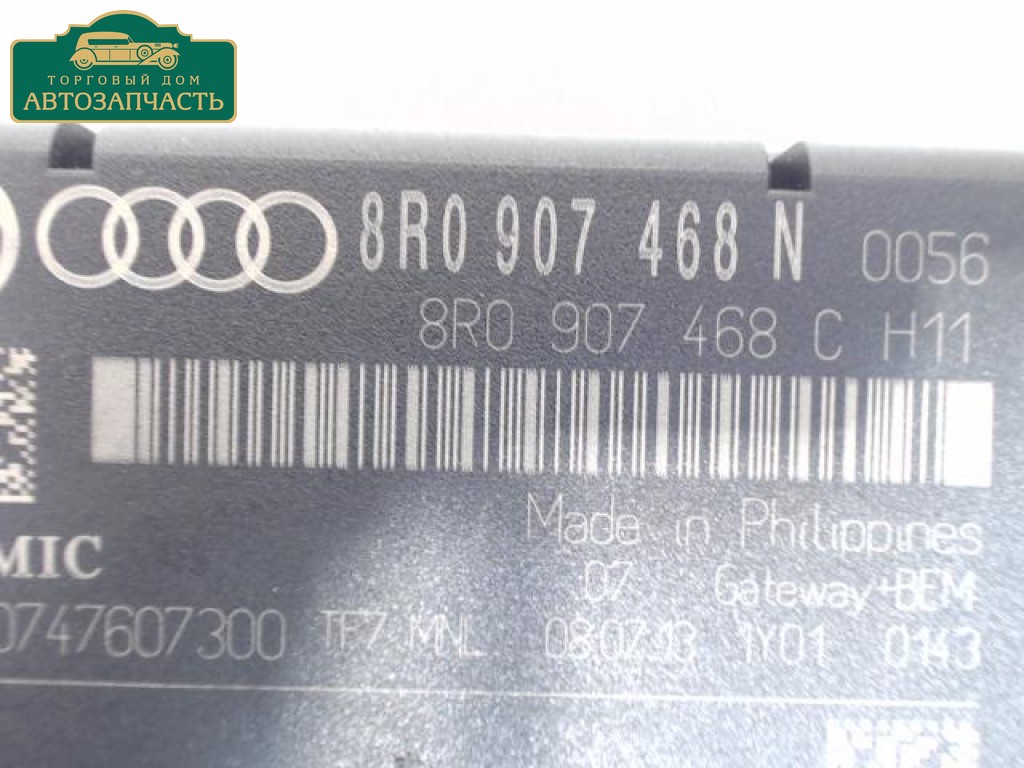 ТОРГОВЫЙ ДОМ
АВТОЗАПЧАСТЬ
8R0 907 468 N 0056
8R0 907 468 C H11
Made in Philippines
MIC 07 Gateway+BEM
0747607300 TF7 MNL 080713 1Y01 0143